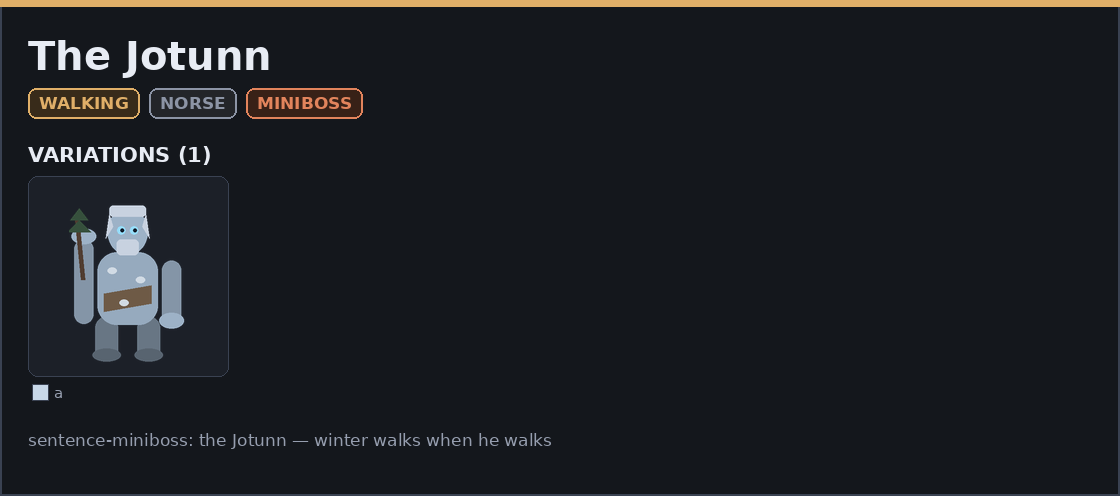 The Jotunn
WALKING NORSE MINIBOSS
VARIATIONS (1)
a
sentence-miniboss: the Jotunn — winter walks when he walks